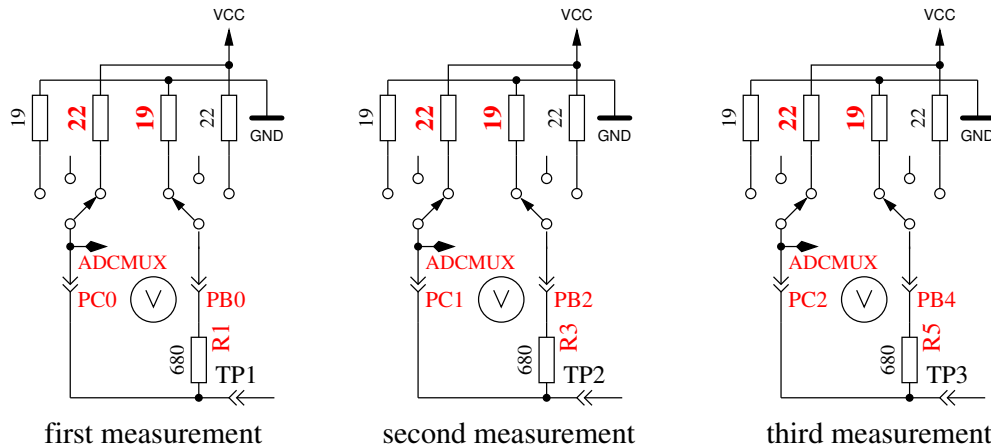 VCC
19
22
19
22
GND
ADCMUX
PC0
V
PB0
R1
680
TP1
first measurement
VCC
19
22
19
22
GND
ADCMUX
PC1
V
PB2
R3
680
TP2
second measurement
VCC
19
22
19
22
GND
ADCMUX
PC2
V
PB4
R5
680
TP3
third measurement